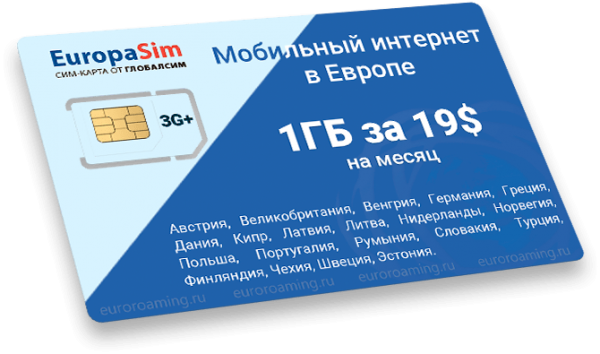 EuropaSim
СИМ-КАРТА ОТ ГЛОБАЛСИМ
Мобильный интернет
в Европе
3G+
1ГБ за 19$
на месяц
Австрия, Великобритания, Венгрия, Германия, Греция,
Дания, Кипр, Латвия, Литва, Нидерланды, Норвегия,
Польша, Португалия, Румыния, Словакия, Турция,
Финляндия, Чехия, Швеция, Эстония.
euroroaming.ru euroroaming.ru euroroaming.ru euroroaming.ru